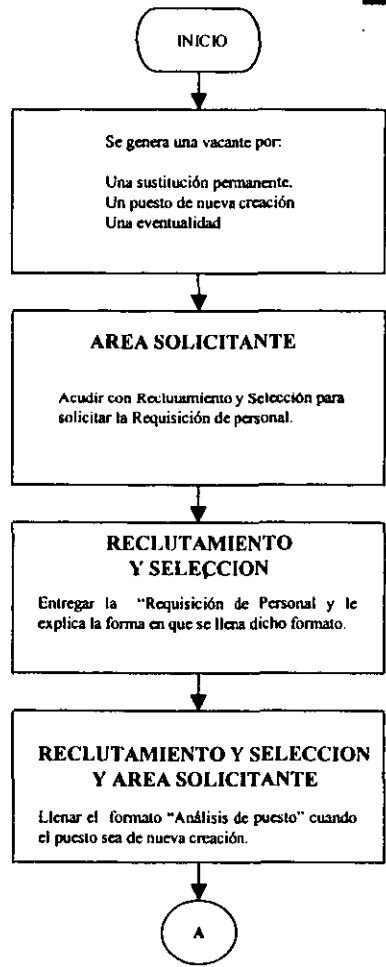 INICIO
Se genera una vacante por:
Una sustitución permanente.
Un puesto de nueva creación
Una eventualidad
AREA SOLICITANTE
Acudir con Reclutamiento y Selección para
solicitar la Requisición de personal.
RECLUTAMIENTO
Y SELECCION
Entregar la “Requisición de Personal y le
explica la forma en que se llena dicho formato.
RECLUTAMIENTO Y SELECCION
Y AREA SOLICITANTE
Llenar el formato “Análisis de puesto” cuando
el puesto sea de nueva creación.
A